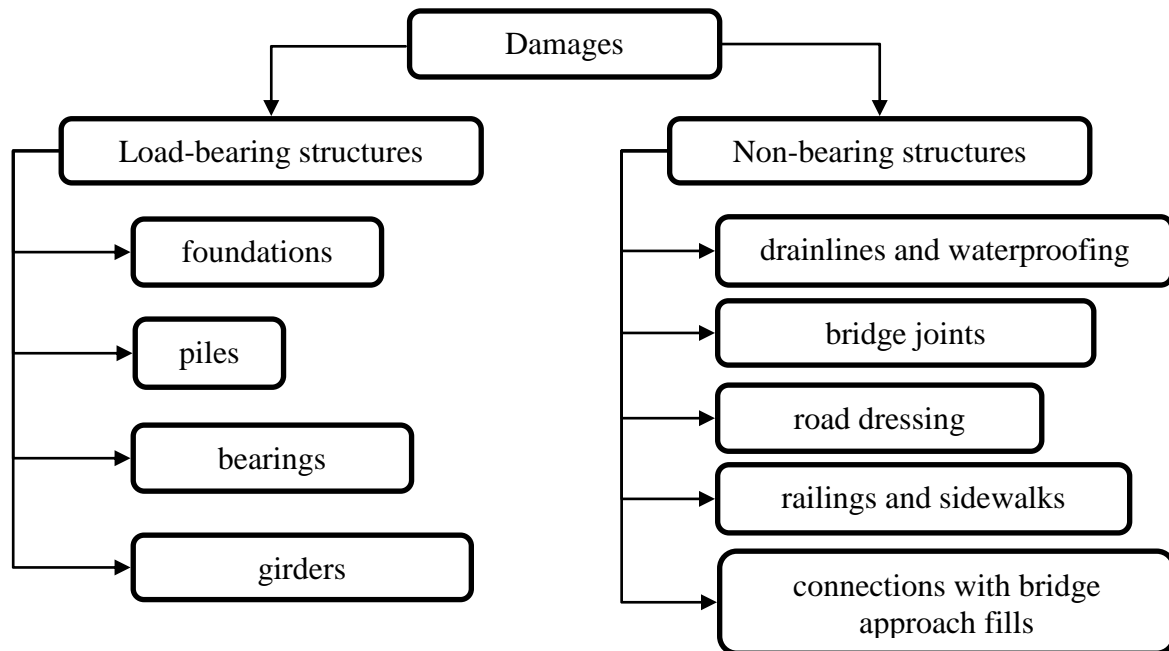 Damages
Load-bearing structures
foundations
piles
bearings
girders
Non-bearing structures
drainlines and waterproofing
bridge joints
road dressing
railings and sidewalks
connections with bridge
approach fills